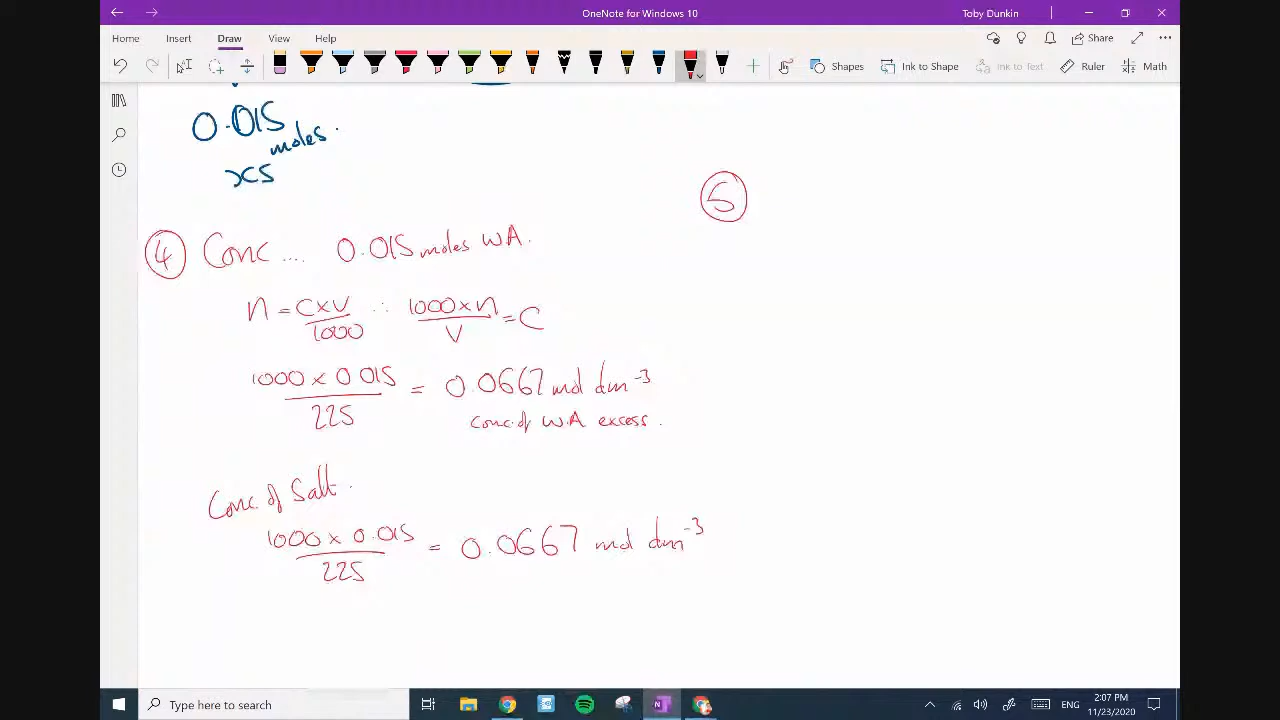 OneNote for Windows 10
Toby Dunkin
Home Insert Draw View Help
Share
Shapes Ink to Shape Ink to Text Ruler Math
0.015 moles.
xs
5
4 Conc ... 0.015 moles WA.
n = CxV/1000 ∴ 1000 x n/V = C
1000 x 0.015/225 = 0.0667 mol dm⁻³
conc. of WA excess.
Conc. of Salt.
1000 x 0.015/225 = 0.0667 mol dm⁻³
Type here to search
ENG
2:07 PM
11/23/2020